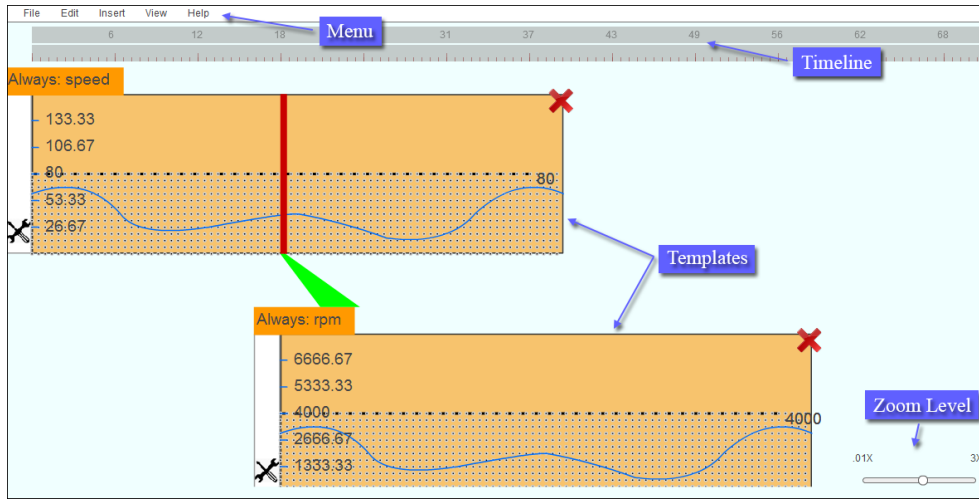 File Edit Insert View Help
Menu
6 12 18 31 37 43 49 56 62 68
Timeline
Always: speed
133.33
106.67
80
80
53.33
26.67
Templates
Always: rpm
6666.67
5333.33
4000
4000
2666.67
1333.33
Zoom Level
.01X 3X